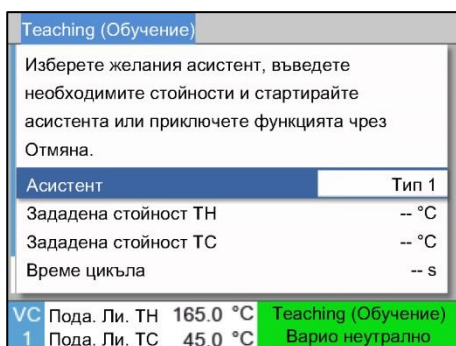 Teaching (Обучение)
Изберете желания асистент, въведете
необходимите стойности и стартирайте
асистента или приключете функцията чрез
Отмяна.
Асистент Тип 1
Зададена стойност TH -- °C
Зададена стойност TC -- °C
Време цикъла -- s
VC Пода. Ли. TH 165.0 °C Teaching (Обучение)
1 Пода. Ли. TC 45.0 °C Варио неутрално